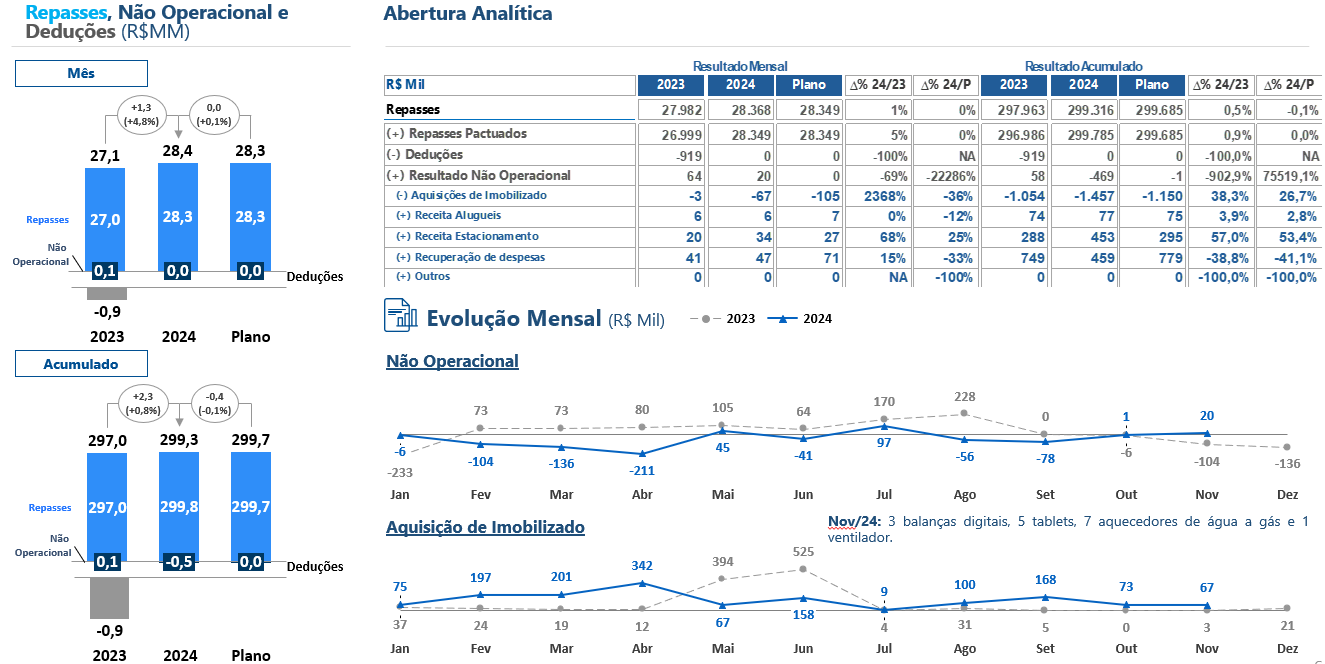 Repasses, Não Operacional e
Deduções (R$MM)
Mês
+1,3
(+4,8%)
0,0
(+0,1%)
27,1
28,4
28,3
Repasses
27,0
28,3
28,3
Não
Operacional
0,1
0,0
0,0
Deduções
-0,9
2023
2024
Plano
Acumulado
+2,3
(+0,8%)
-0,4
(-0,1%)
297,0
299,3
299,7
Repasses
297,0
299,8
299,7
Não
Operacional
0,1
-0,5
0,0
Deduções
-0,9
2023
2024
Plano
Abertura Analítica
Resultado Mensal Resultado Acumulado
R$ Mil 2023 2024 Plano Δ% 24/23 Δ% 24/P 2023 2024 Plano Δ% 24/23 Δ% 24/P
Repasses 27.982 28.368 28.349 1% 0% 297.963 299.316 299.685 0,5% -0,1%
(+) Repasses Pactuados 26.999 28.349 28.349 5% 0% 296.986 299.785 299.685 0,9% 0,0%
(-) Deduções -919 0 0 -100% NA -919 0 0 -100,0% NA
(+) Resultado Não Operacional 64 20 0 -69% -22286% 58 -469 -1 -902,9% 75519,1%
(-) Aquisições de Imobilizado -3 -67 -105 2368% -36% -1.054 -1.457 -1.150 38,3% 26,7%
(+) Receita Alugueis 6 6 7 0% -12% 74 77 75 3,9% 2,8%
(+) Receita Estacionamento 20 34 27 68% 25% 288 453 295 57,0% 53,4%
(+) Recuperação de despesas 41 47 71 15% -33% 749 459 779 -38,8% -41,1%
(+) Outros 0 0 0 NA -100% 0 0 0 -100,0% -100,0%
Evolução Mensal (R$ Mil) 2023 2024
Não Operacional
73 73 80 105 64 170 228 0 1 20
-6 -104 -136 -211 45 -41 97 -56 -78 -6 -104 -136
-233
Jan Fev Mar Abr Mai Jun Jul Ago Set Out Nov Dez
Aquisição de Imobilizado
Nov/24: 3 balanças digitais, 5 tablets, 7 aquecedores de água a gás e 1
ventilador.
75 197 201 342 394 525 9 100 168 73 67
37 24 19 12 67 158 4 31 5 0 3 21
Jan Fev Mar Abr Mai Jun Jul Ago Set Out Nov Dez